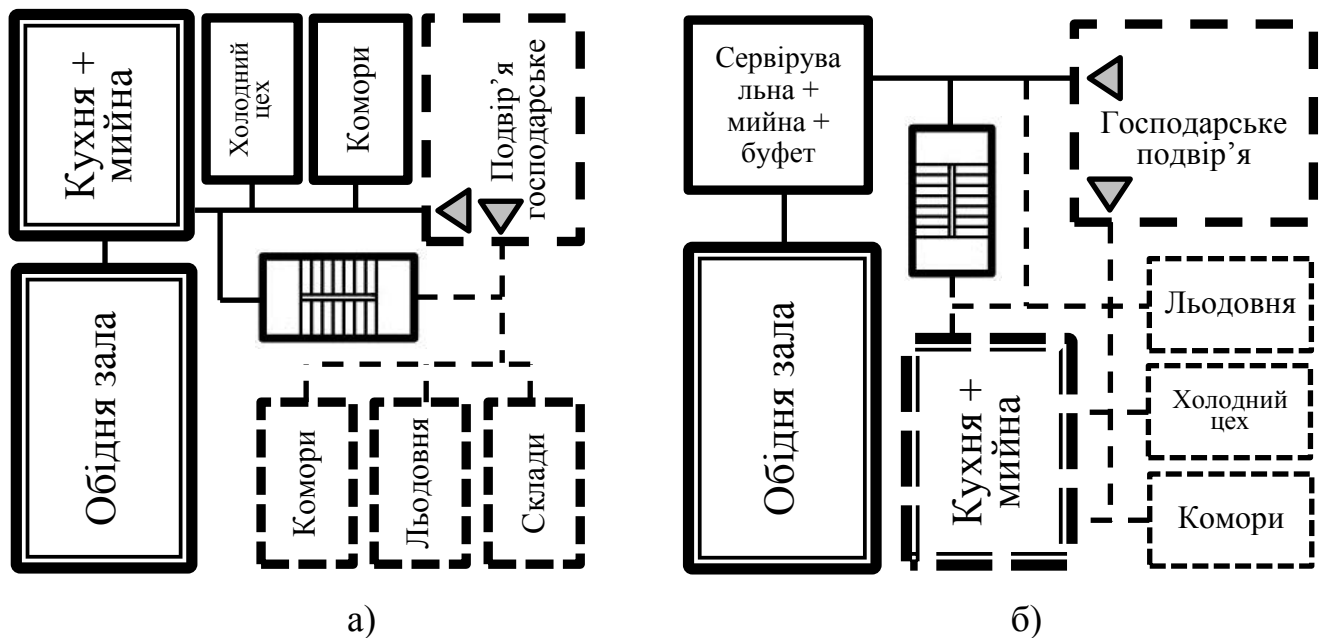 Кухня +
мийна
Холодний
цех
Комори
Подвір’я
господарське
Обідня зала
Комори
Льодовня
Склади
а)
Сервірува
льна +
мийна +
буфет
Господарське
подвір’я
Обідня зала
Кухня +
мийна
Льодовня
Холодний
цех
Комори
б)